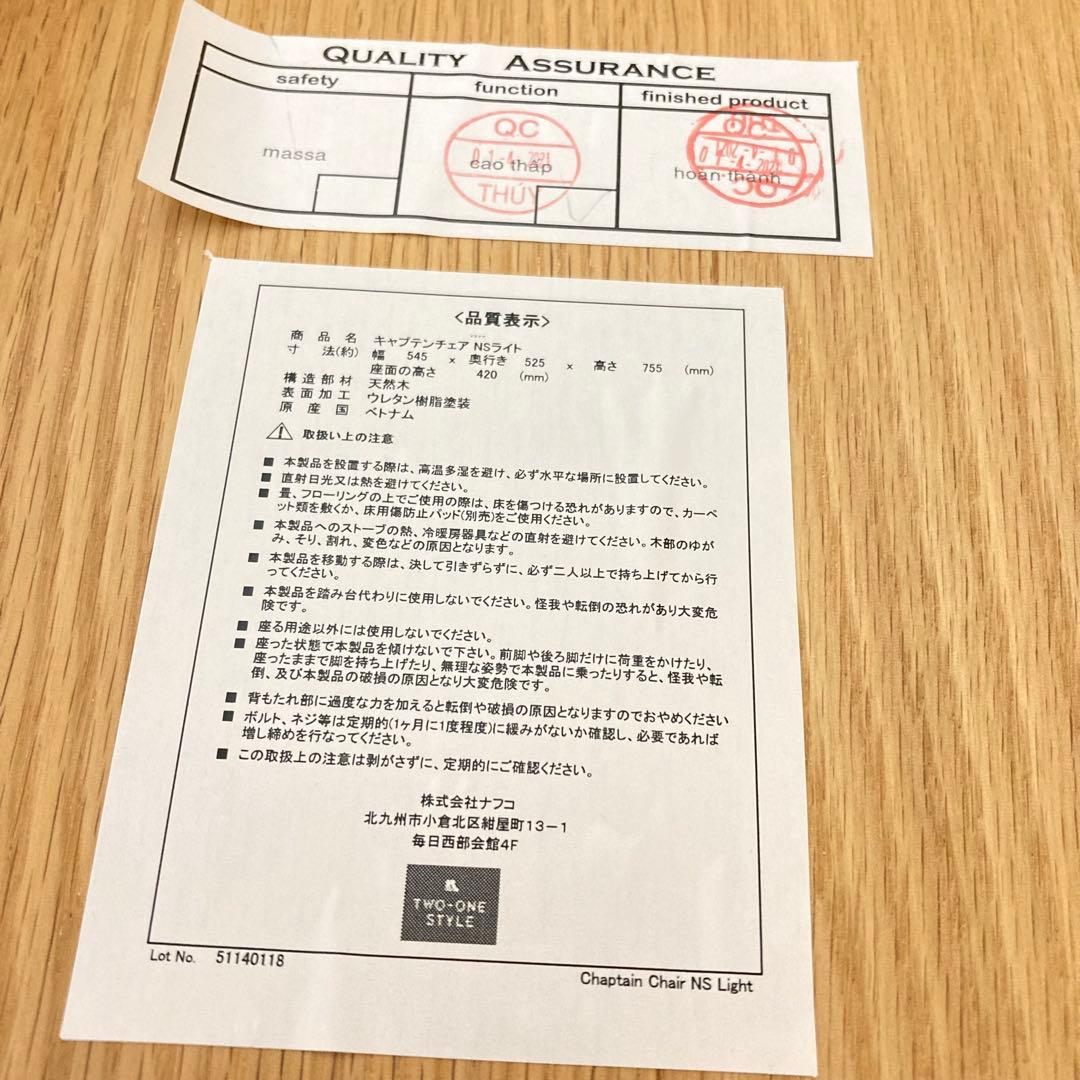 QUALITY ASSURANCE
safety function finished product
massa
QC
01-4 2021
cao thấp
THÚY
QC
hoàn thành
<品質表示>
商品名 キャプテンチェア NSライト
寸法(約) 幅 545 × 奥行き 525 × 高さ 755 (mm)
座面の高さ 420 (mm)
構造部材 天然木
表面加工 ウレタン樹脂塗装
原産国 ベトナム
取扱い上の注意
■ 本製品を設置する際は、高温多湿を避け、必ず水平な場所に設置してください。
■ 直射日光又は熱を避けてください。
■ 畳、フローリングの上でご使用の際は、床を傷つける恐れがありますので、カーペ
ット類を敷くか、床用傷防止パッド(別売)をご使用ください。
■ 本製品へのストーブの熱、冷暖房器具などの直射を避けてください。木部のゆが
み、そり、割れ、変色などの原因となります。
■ 本製品を移動する際は、決して引きずらずに、必ず二人以上で持ち上げてから行
ってください。
■ 本製品を踏み台代わりに使用しないでください。怪我や転倒の恐れがあり大変危
険です。
■ 座る用途以外には使用しないでください。
■ 座った状態で本製品を傾けないで下さい。前脚や後ろ脚だけに荷重をかけたり、
座ったままで脚を持ち上げたり、無理な姿勢で本製品に乗ったりすると、怪我や転
倒、及び本製品の破損の原因となり大変危険です。
■ 背もたれ部に過度な力を加えると転倒や破損の原因となりますのでおやめください
■ ボルト、ネジ等は定期的(1ヶ月に1度程度)に緩みがないか確認し、必要であれば
増し締めを行なってください。
■ この取扱上の注意は剥がさずに、定期的にご確認ください。
株式会社ナフコ
北九州市小倉北区紺屋町13-1
毎日西部会館4F
TWO-ONE
STYLE
Lot No. 51140118
Chaptain Chair NS Light